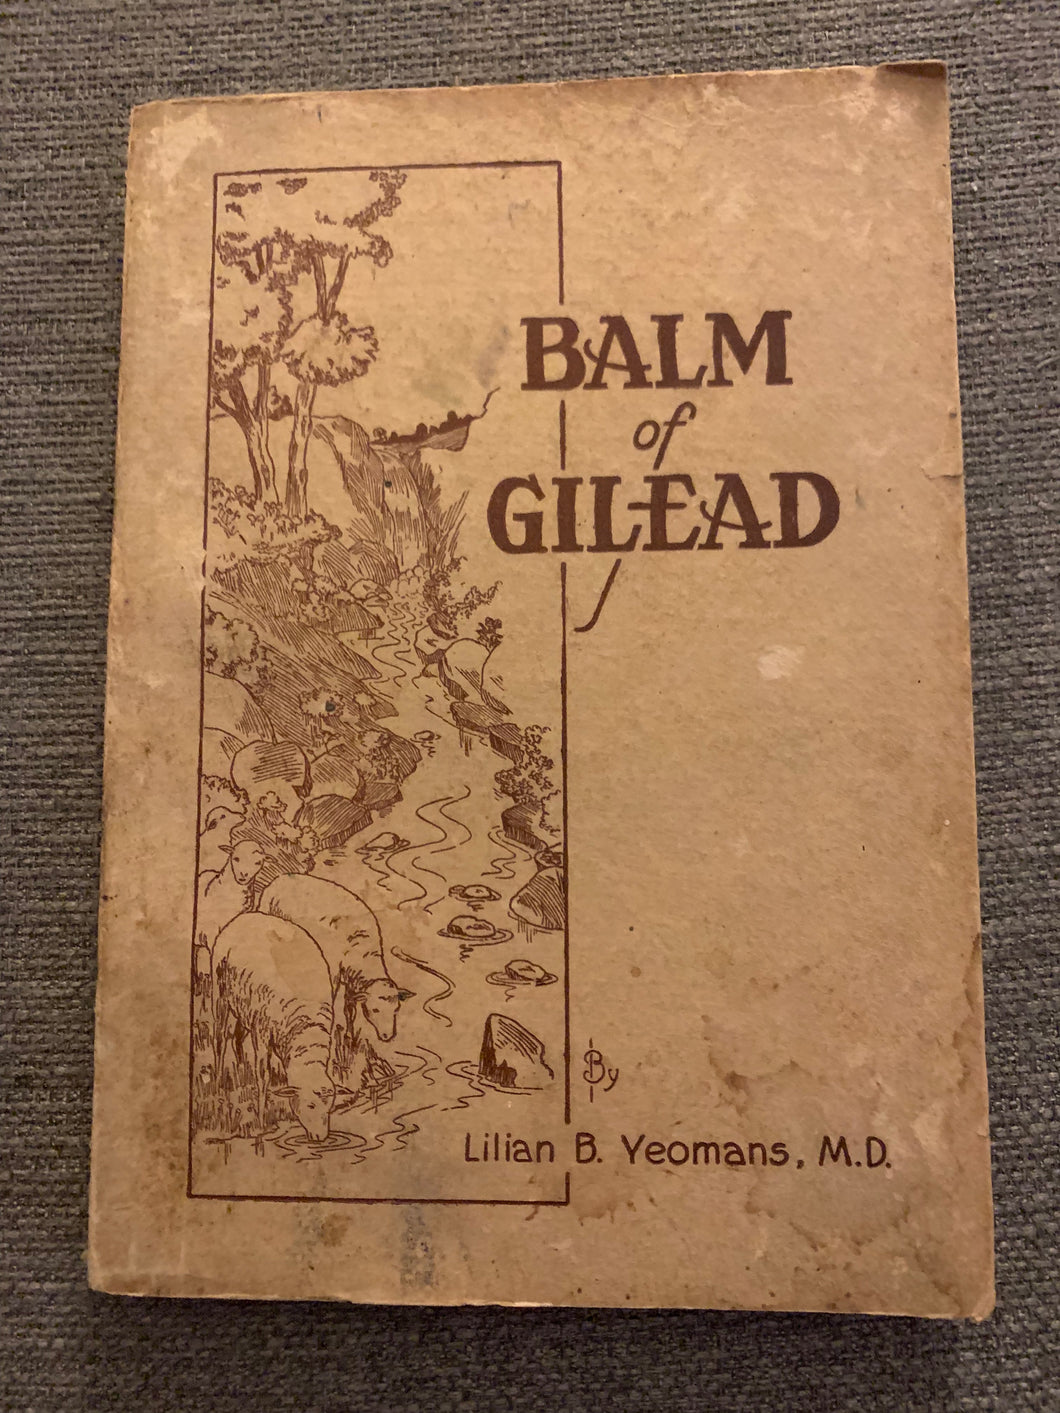 BALM
of
GILEAD
By
Lilian B. Yeomans, M.D.